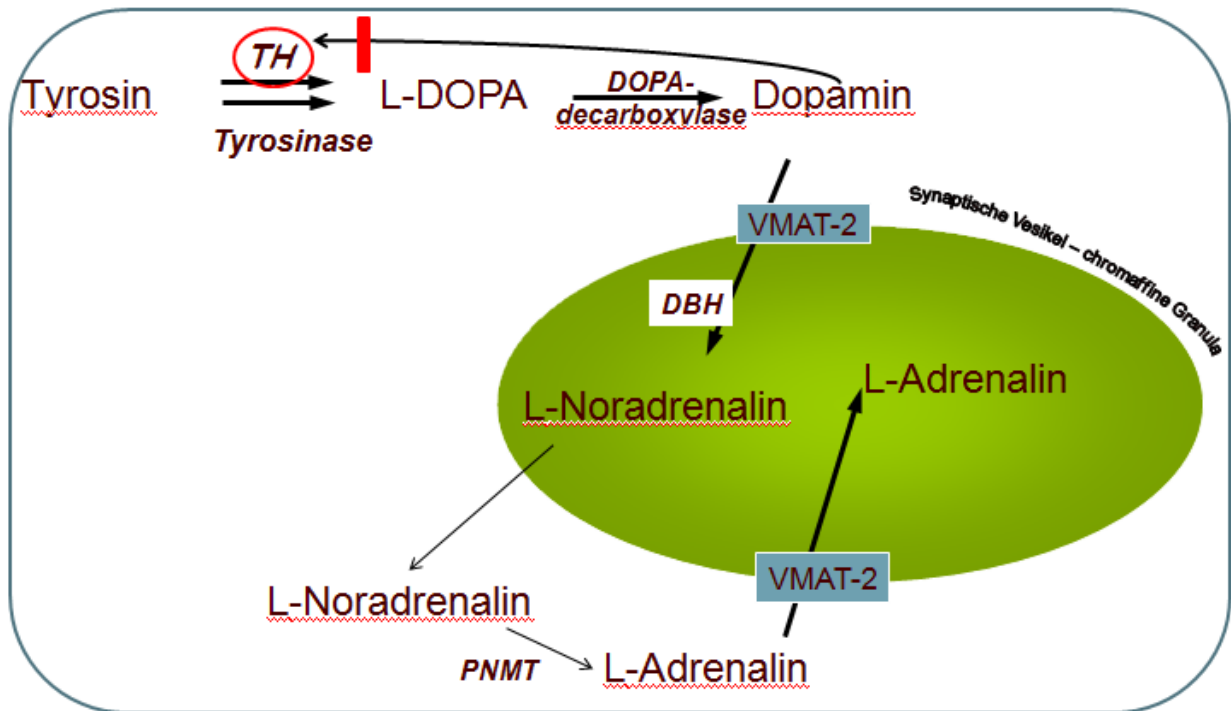 TH
Tyrosin
L-DOPA
DOPA-
decarboxylase
Dopamin
Tyrosinase
VMAT-2
Synaptische Vesikel – chromaffine Granula
DBH
L-Adrenalin
L-Noradrenalin
VMAT-2
L-Noradrenalin
PNMT
L-Adrenalin